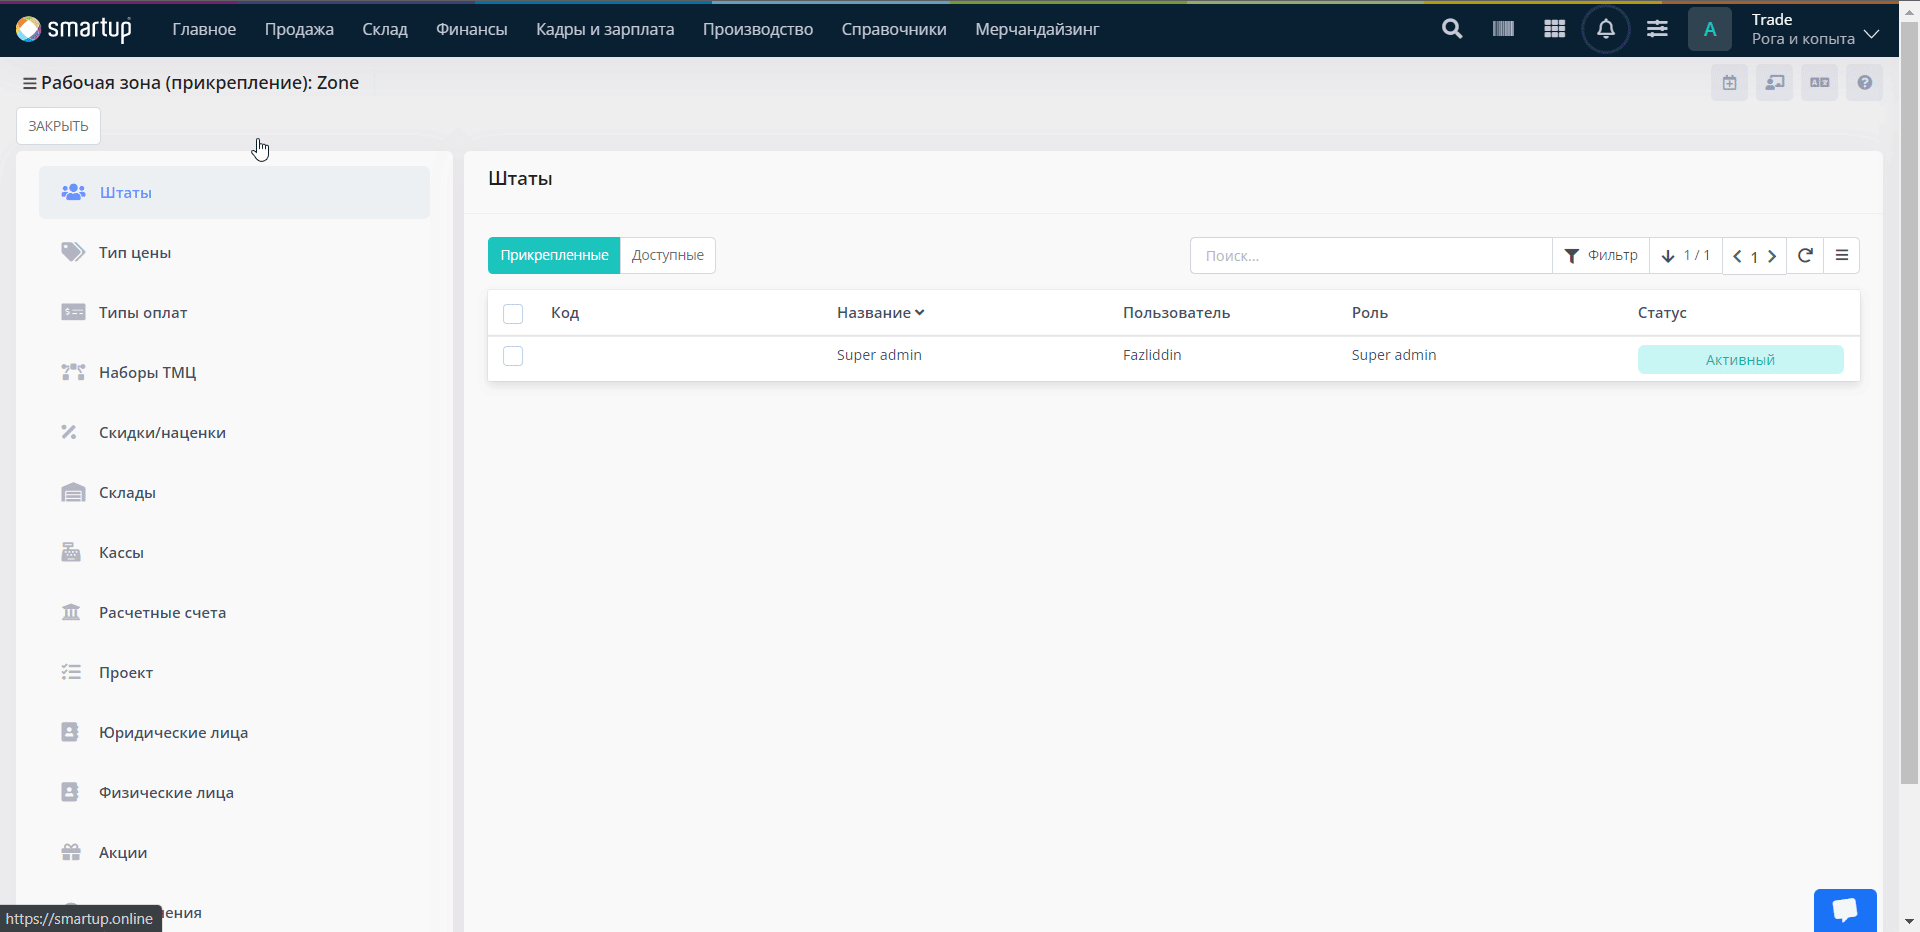 smartup
Главное Продажа Склад Финансы Кадры и зарплата Производство Справочники Мерчандайзинг
A
Trade
Рога и копыта
Рабочая зона (прикрепление): Zone
ЗАКРЫТЬ
Штаты
Тип цены
Типы оплат
Наборы ТМЦ
Скидки/наценки
Склады
Кассы
Расчетные счета
Проект
Юридические лица
Физические лица
Акции
https://smartup.online
Штаты
Прикрепленные Доступные
Поиск...
Фильтр
1 / 1
1
Код Название Пользователь Роль Статус
Super admin Fazliddin Super admin Активный